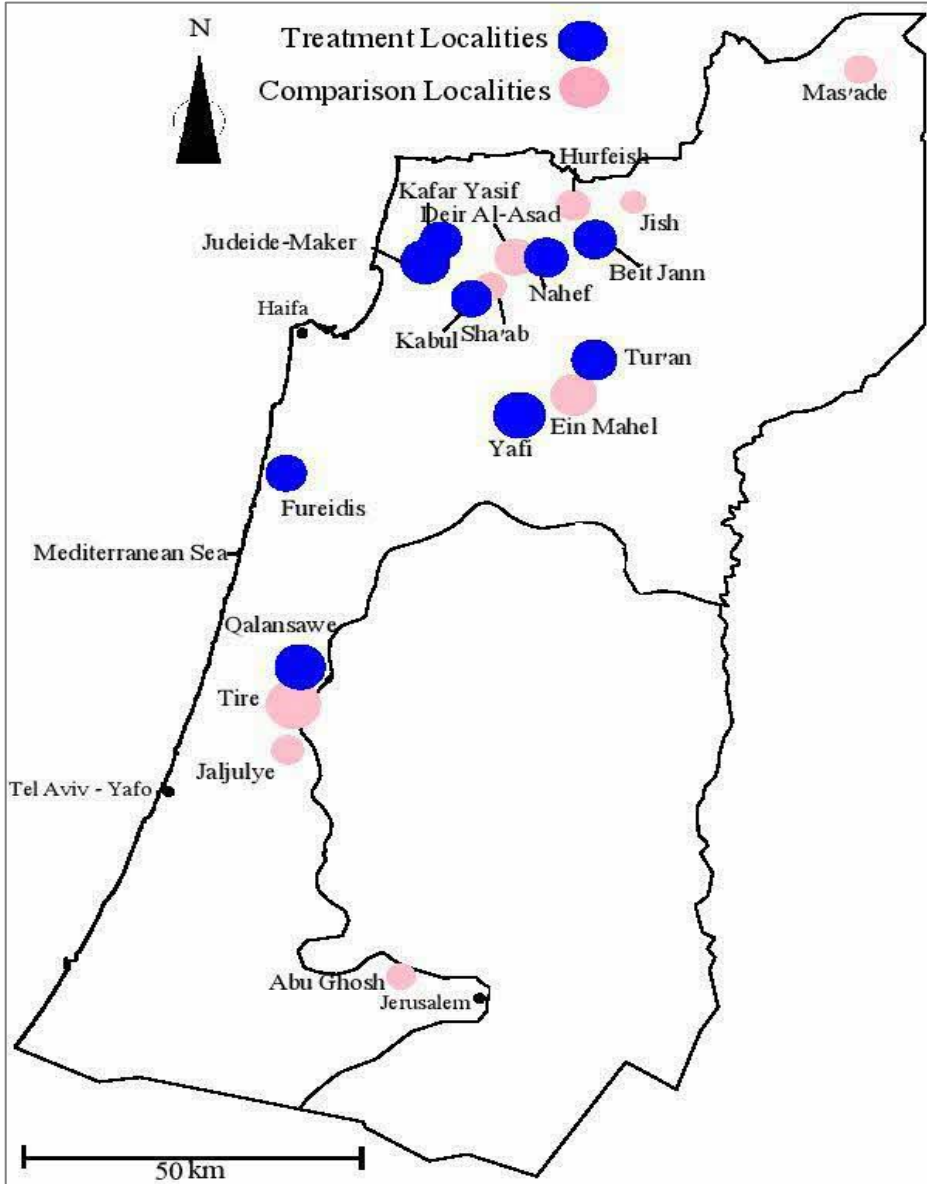 N
Treatment Localities
Comparison Localities
Mas'ade
Hurfeish
Kafar Yasif
Deir Al-Asad
Jish
Judeide-Maker
Beit Jann
Nahef
Haifa
Kabul
Sha'ab
Tur'an
Ein Mahel
Yafi
Fureidis
Mediterranean Sea
Qalansawe
Tire
Jaljulye
Tel Aviv - Yafo
Abu Ghosh
Jerusalem
50 km